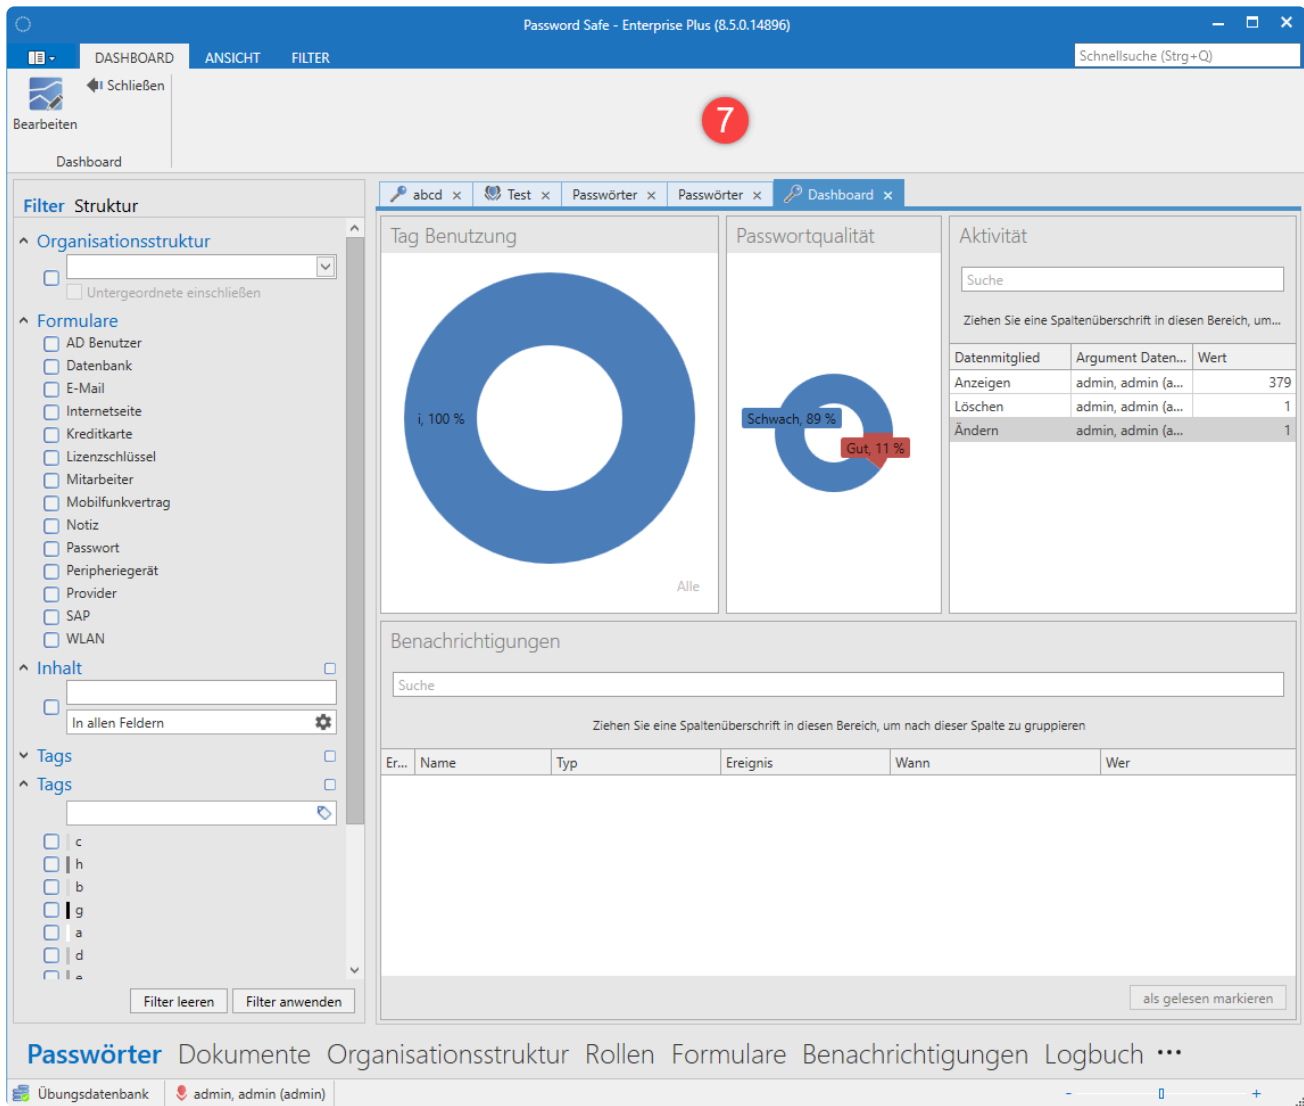 Password Safe - Enterprise Plus (8.5.0.14896)
DASHBOARD ANSICHT FILTER
Schnellsuche (Strg+Q)
Schließen
Bearbeiten
Dashboard
7
Filter Struktur
Organisationsstruktur
Untergeordnete einschließen
Formulare
AD Benutzer
Datenbank
E-Mail
Internetseite
Kreditkarte
Lizenzschlüssel
Mitarbeiter
Mobilfunkvertrag
Notiz
Passwort
Peripheriegerät
Provider
SAP
WLAN
Inhalt
In allen Feldern
Tags
Tags
c
h
b
g
a
d
e
Filter leeren Filter anwenden
abcd Test Passwörter Passwörter Dashboard
Tag Benutzung
i, 100 %
Alle
Passwortqualität
Schwach, 89 %
Gut, 11 %
Aktivität
Suche
Ziehen Sie eine Spaltenüberschrift in diesen Bereich, um...
Datenmitglied Argument Daten... Wert
Anzeigen admin, admin (a... 379
Löschen admin, admin (a... 1
Ändern admin, admin (a... 1
Benachrichtigungen
Suche
Ziehen Sie eine Spaltenüberschrift in diesen Bereich, um nach dieser Spalte zu gruppieren
Er... Name Typ Ereignis Wann Wer
als gelesen markieren
Passwörter Dokumente Organisationsstruktur Rollen Formulare Benachrichtigungen Logbuch •••
Übungsdatenbank admin, admin (admin) - +